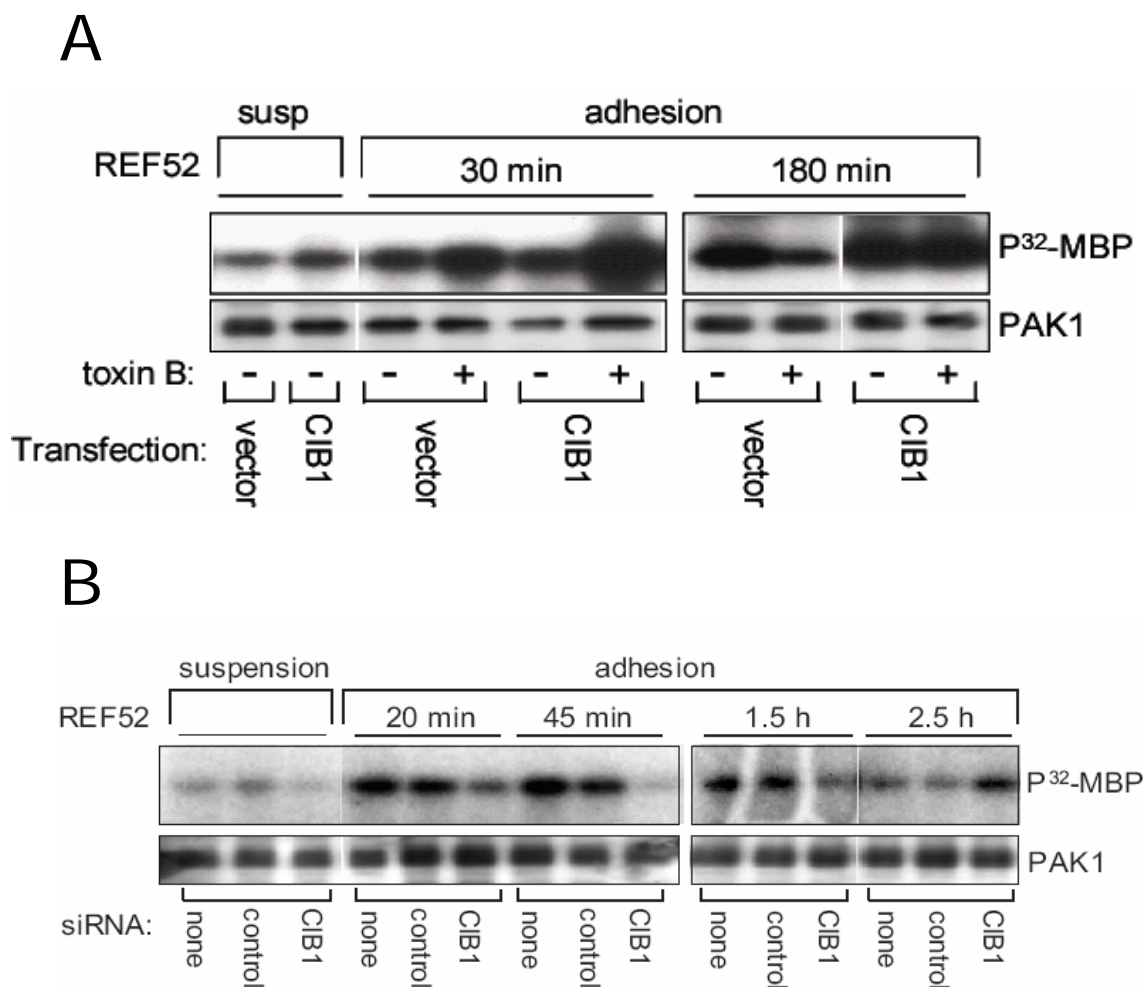 A
susp adhesion
REF52 30 min 180 min
P³²-MBP
PAK1
toxin B: - - - + - + - + - +
Transfection: vector CIB1 vector CIB1 vector CIB1
B
suspension adhesion
REF52 20 min 45 min 1.5 h 2.5 h
P³²-MBP
PAK1
siRNA: none control CIB1 none control CIB1 none control CIB1 none control CIB1 none control CIB1